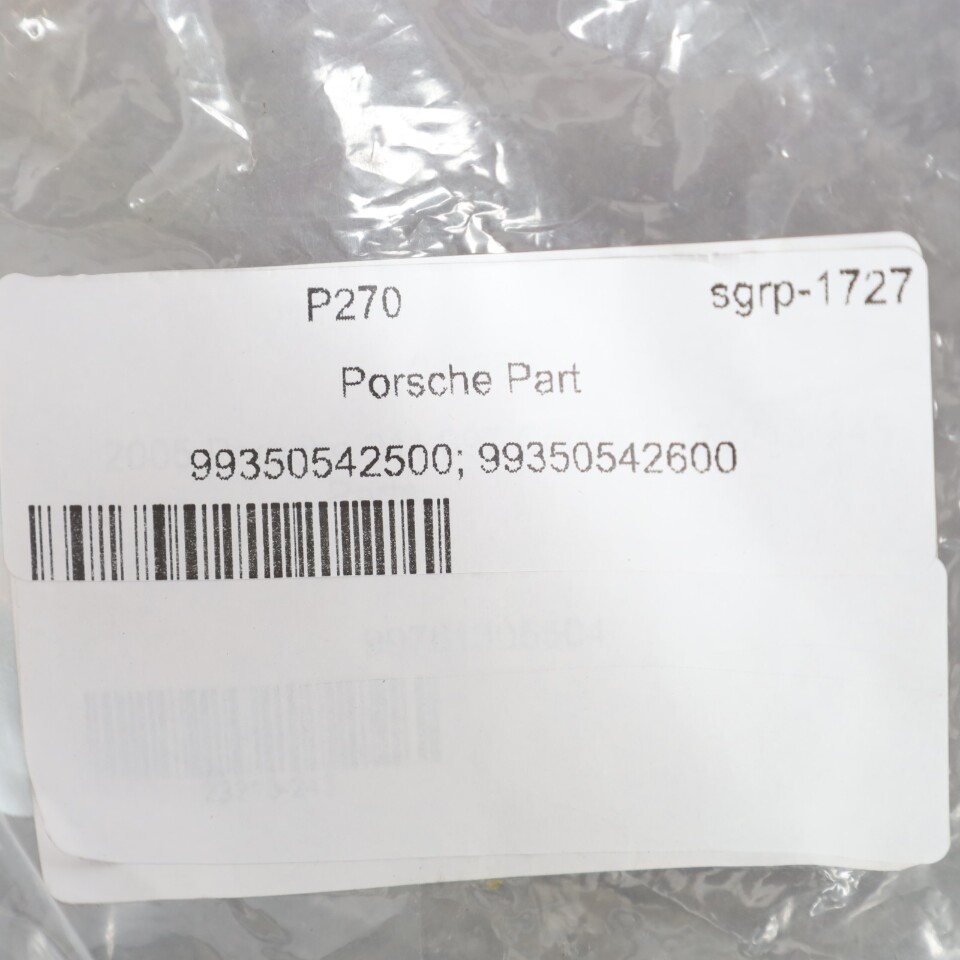 P270 sgrp-1727
Porsche Part
99350542500; 99350542600